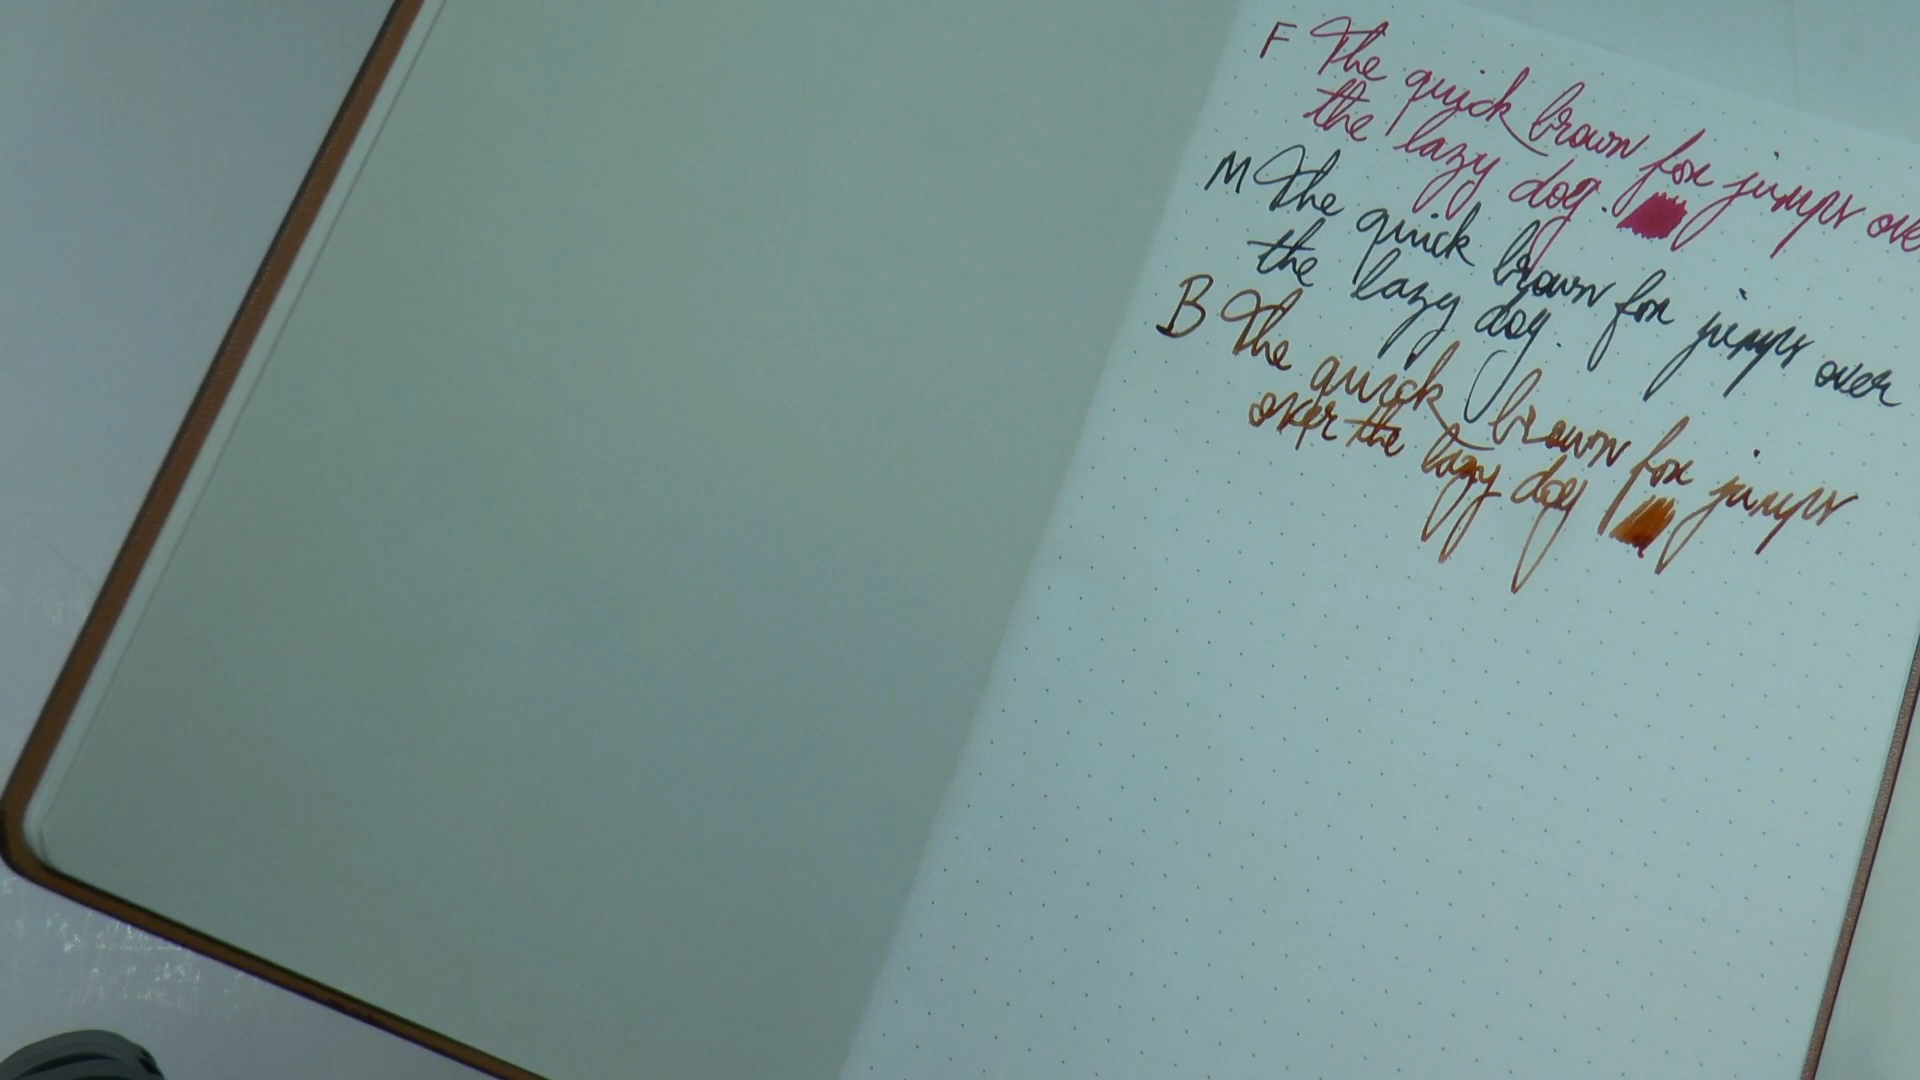 F The quick brown fox jumps ove
the lazy dog.
M The quick brown fox jumps over
the lazy dog.
B The quick brown fox jumps
over the lazy dog